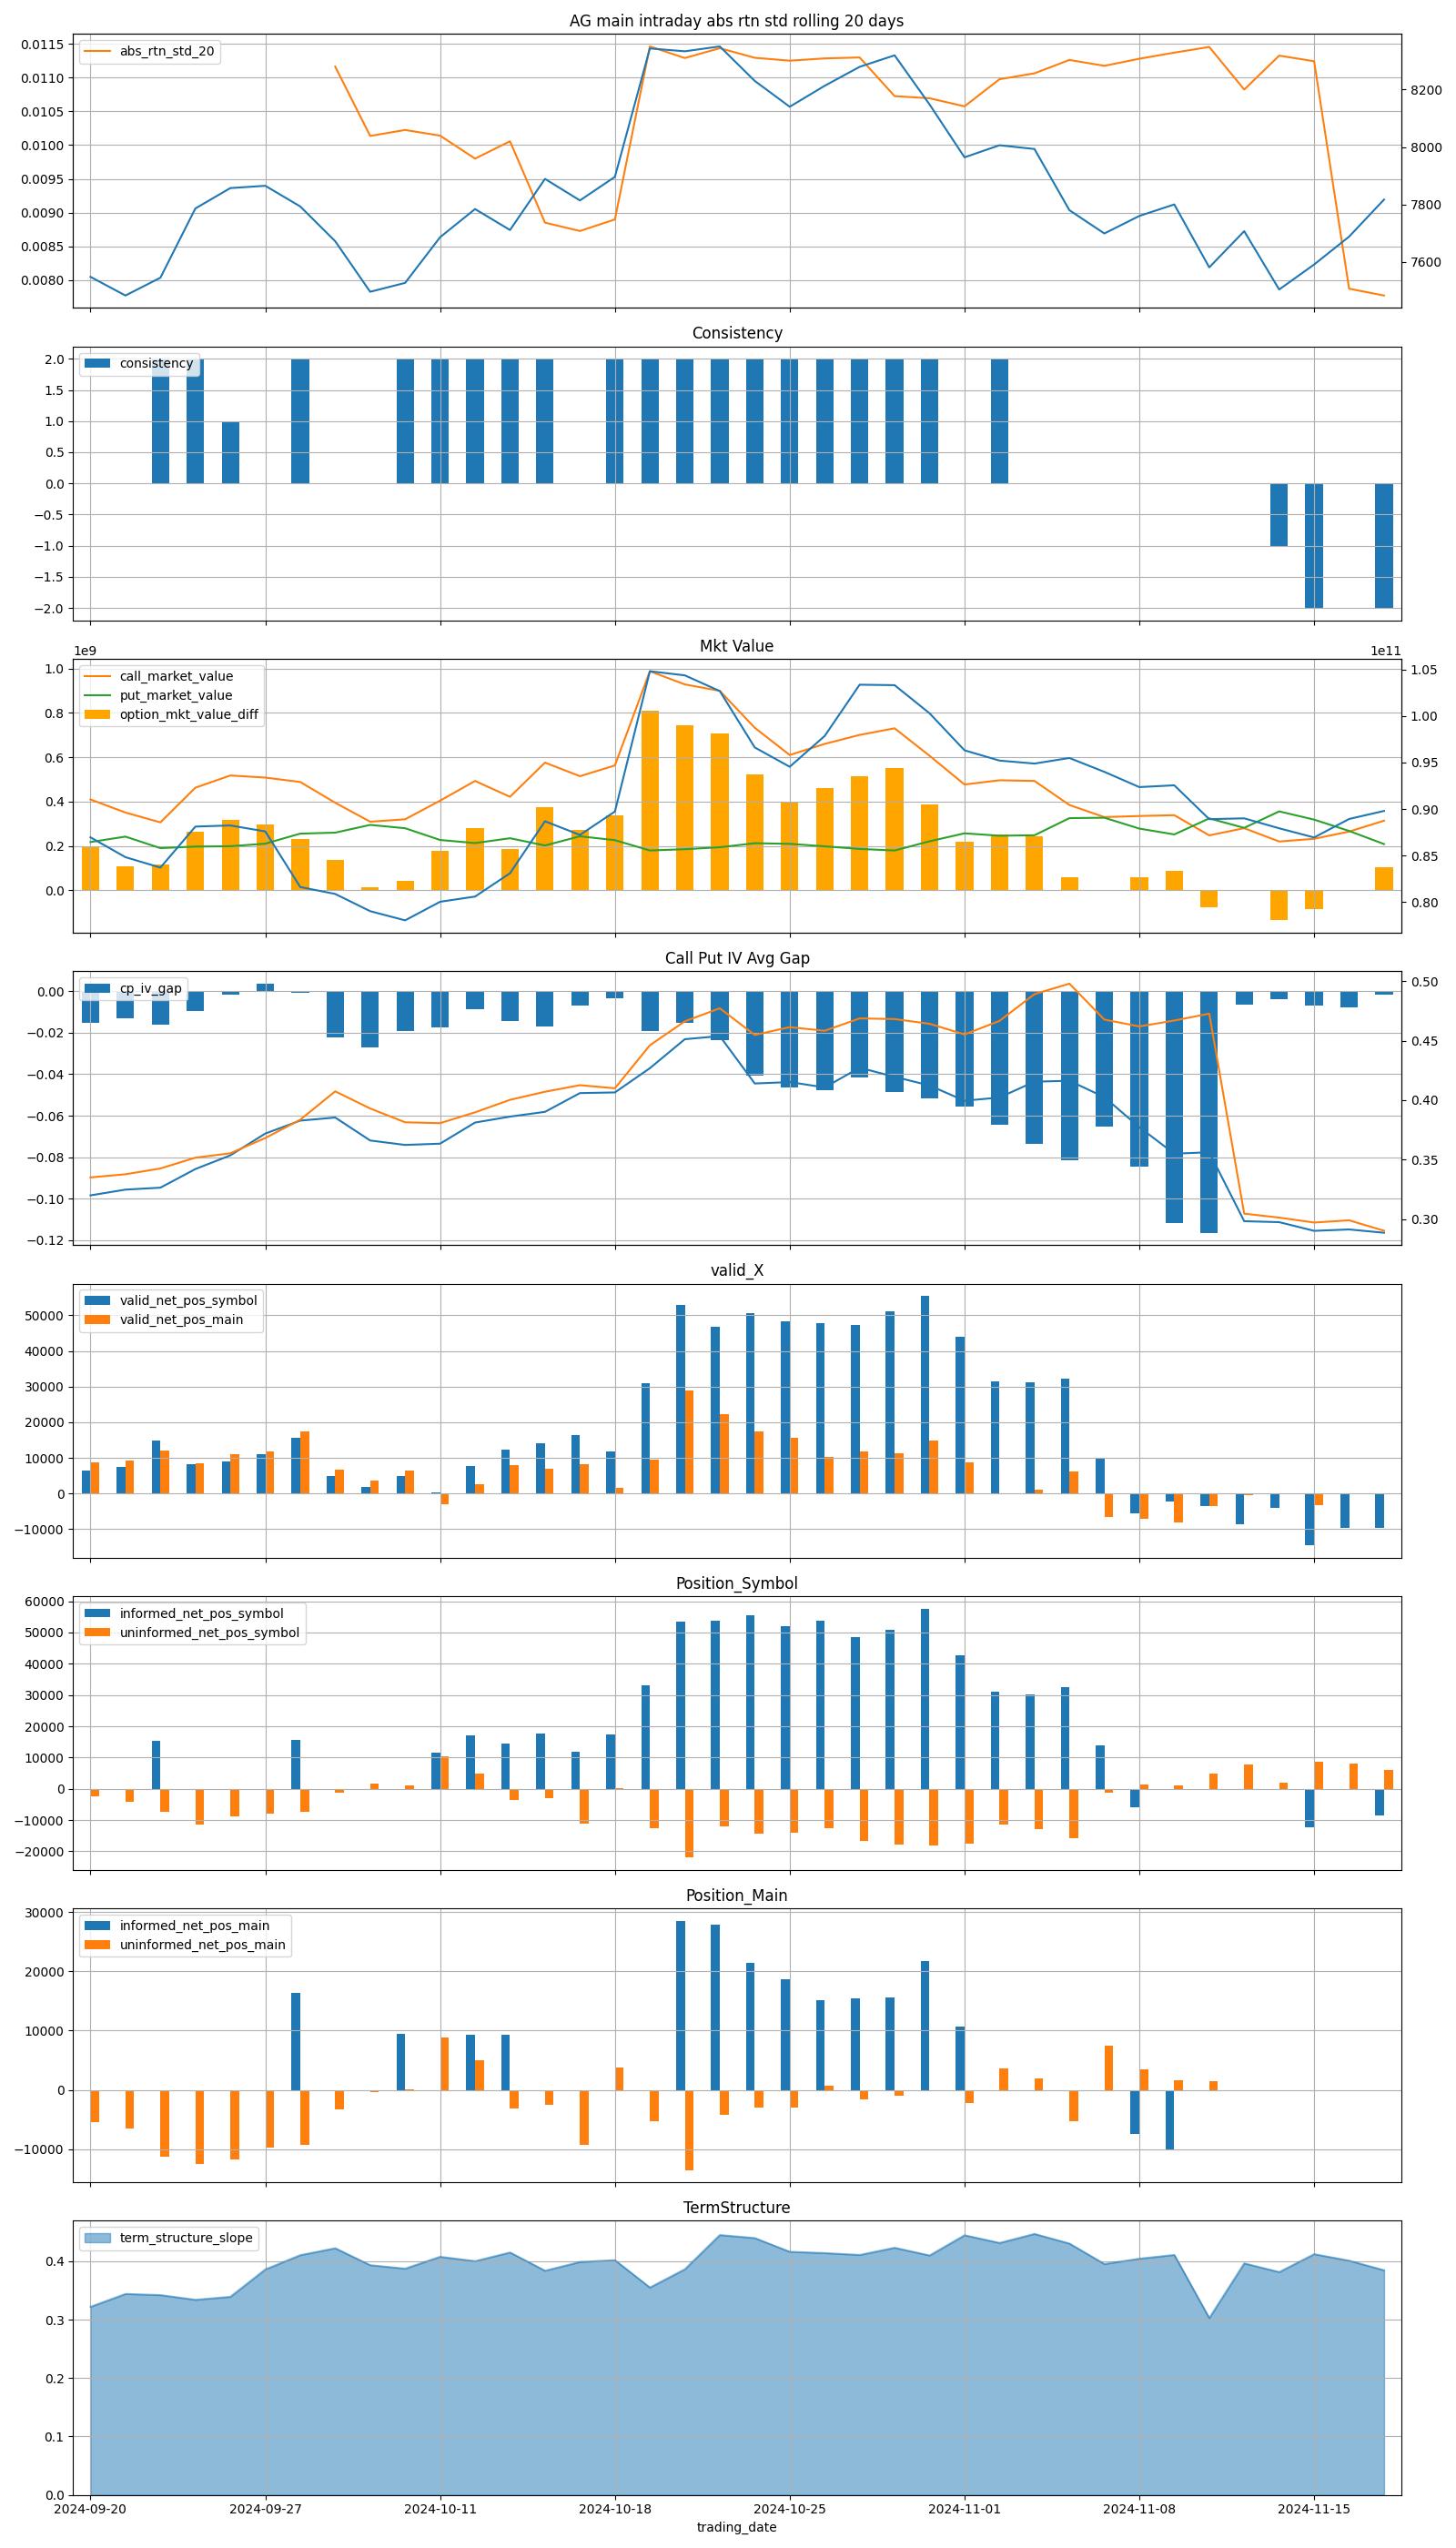 AG main intraday abs rtn std rolling 20 days
abs_rtn_std_20
0.0115
0.0110
0.0105
0.0100
0.0095
0.0090
0.0085
0.0080
8200
8000
7800
7600
Consistency
consistency
2.0
1.5
1.0
0.5
0.0
−0.5
−1.0
−1.5
−2.0
Mkt Value
1e9
1e11
call_market_value
put_market_value
option_mkt_value_diff
1.0
0.8
0.6
0.4
0.2
0.0
1.05
1.00
0.95
0.90
0.85
0.80
Call Put IV Avg Gap
cp_iv_gap
0.00
−0.02
−0.04
−0.06
−0.08
−0.10
−0.12
0.50
0.45
0.40
0.35
0.30
valid_X
valid_net_pos_symbol
valid_net_pos_main
50000
40000
30000
20000
10000
0
−10000
Position_Symbol
informed_net_pos_symbol
uninformed_net_pos_symbol
60000
50000
40000
30000
20000
10000
0
−10000
−20000
Position_Main
informed_net_pos_main
uninformed_net_pos_main
30000
20000
10000
0
−10000
TermStructure
term_structure_slope
0.4
0.3
0.2
0.1
0.0
2024-09-20 2024-09-27 2024-10-11 2024-10-18 2024-10-25 2024-11-01 2024-11-08 2024-11-15
trading_date